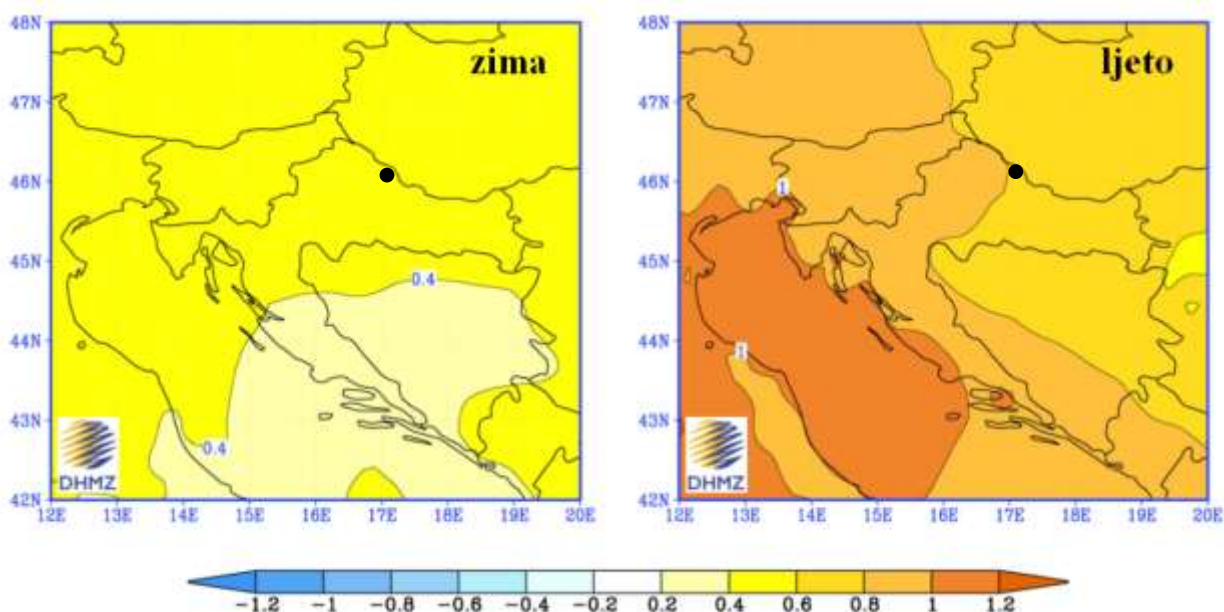 48N
zima
47N
46N
45N
0.4
44N
43N
0.4
DHMZ
42N
12E 13E 14E 15E 16E 17E 18E 19E 20E
48N
ljeto
47N
46N
1
45N
44N
1
43N
DHMZ
42N
12E 13E 14E 15E 16E 17E 18E 19E 20E
-1.2 -1 -0.8 -0.6 -0.4 -0.2 0.2 0.4 0.6 0.8 1 1.2